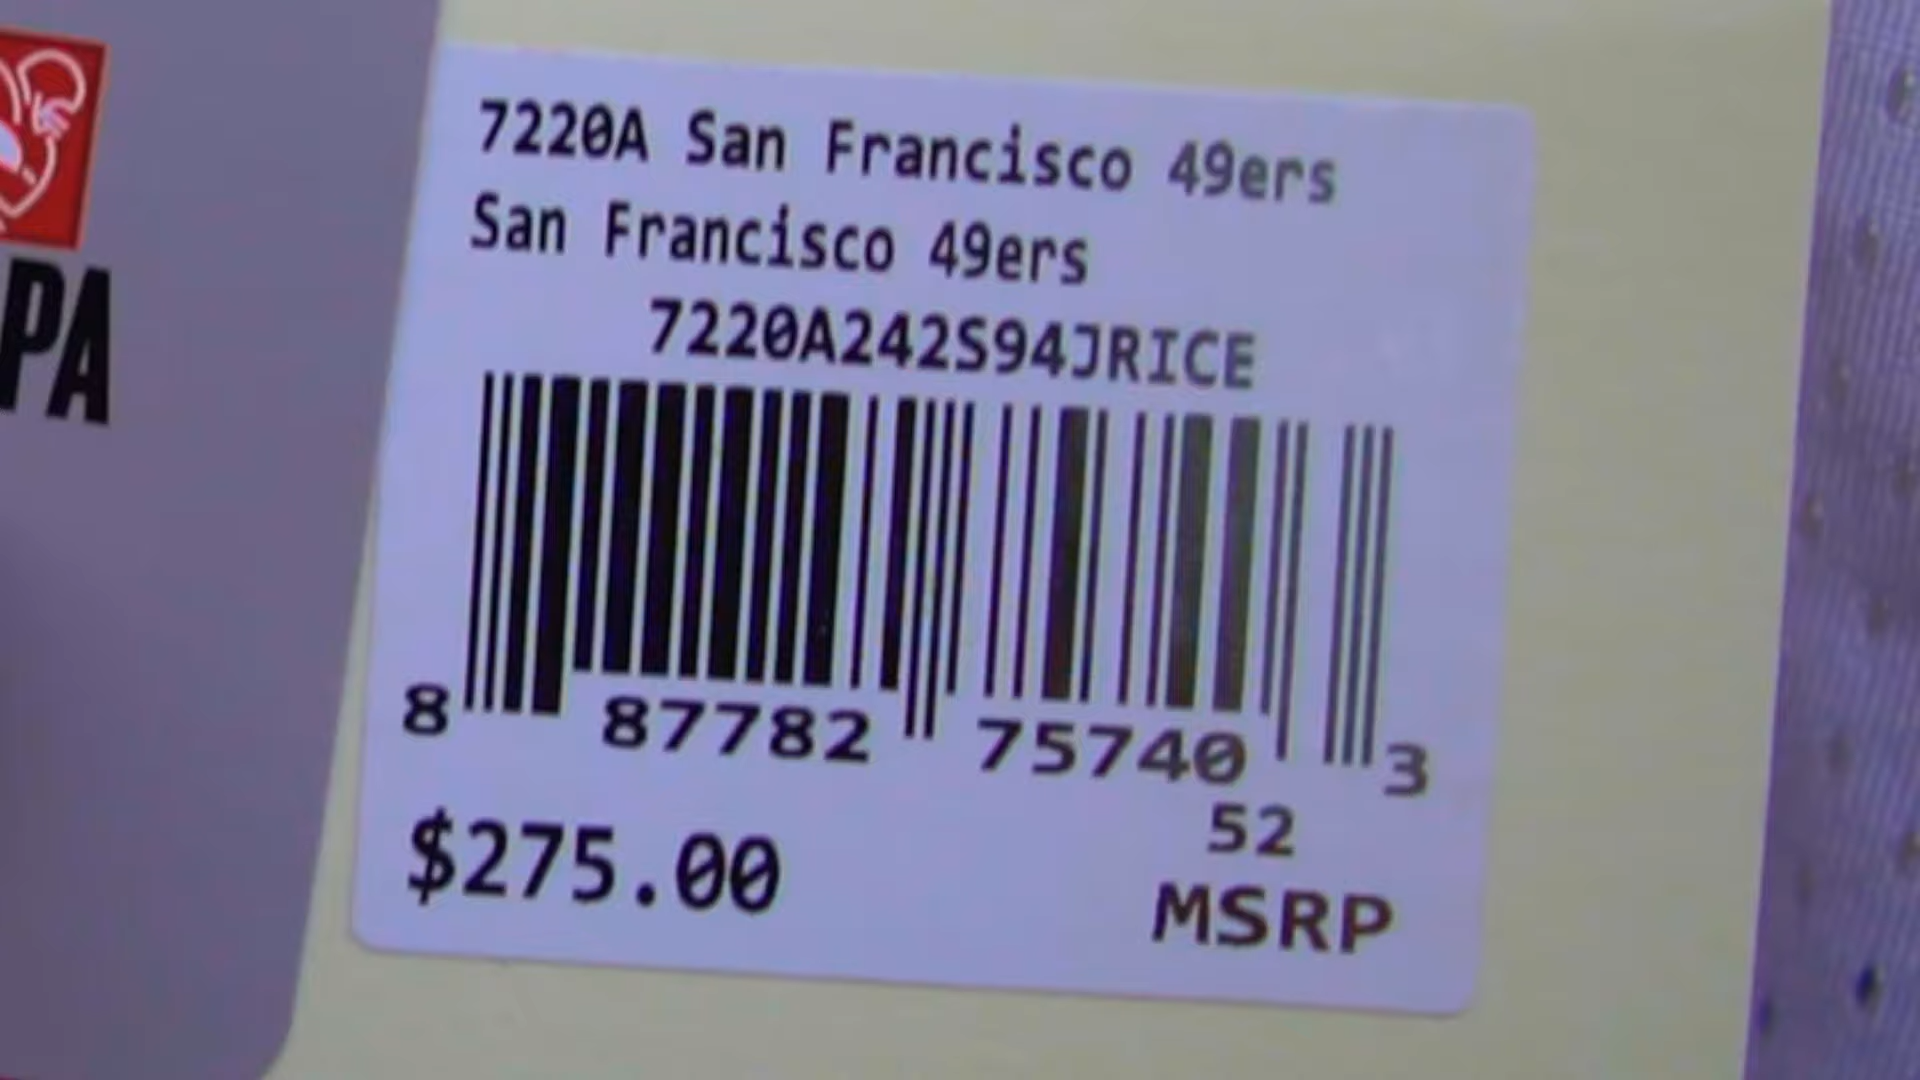 7220A San Francisco 49ers
San Francisco 49ers
7220A242S94JRICE
8 87782 75740 3
52
$275.00
MSRP
PA